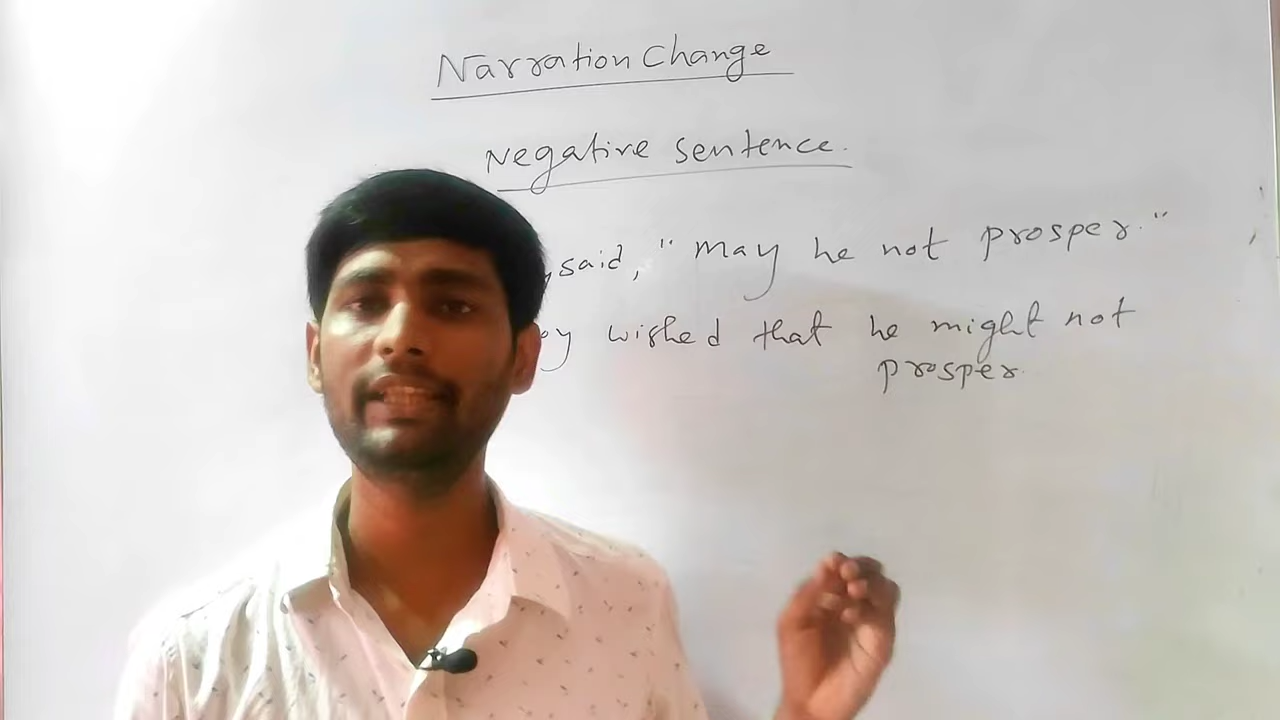 Narration Change
Negative sentence.
said, "may he not prosper."
wished that he might not
prosper.